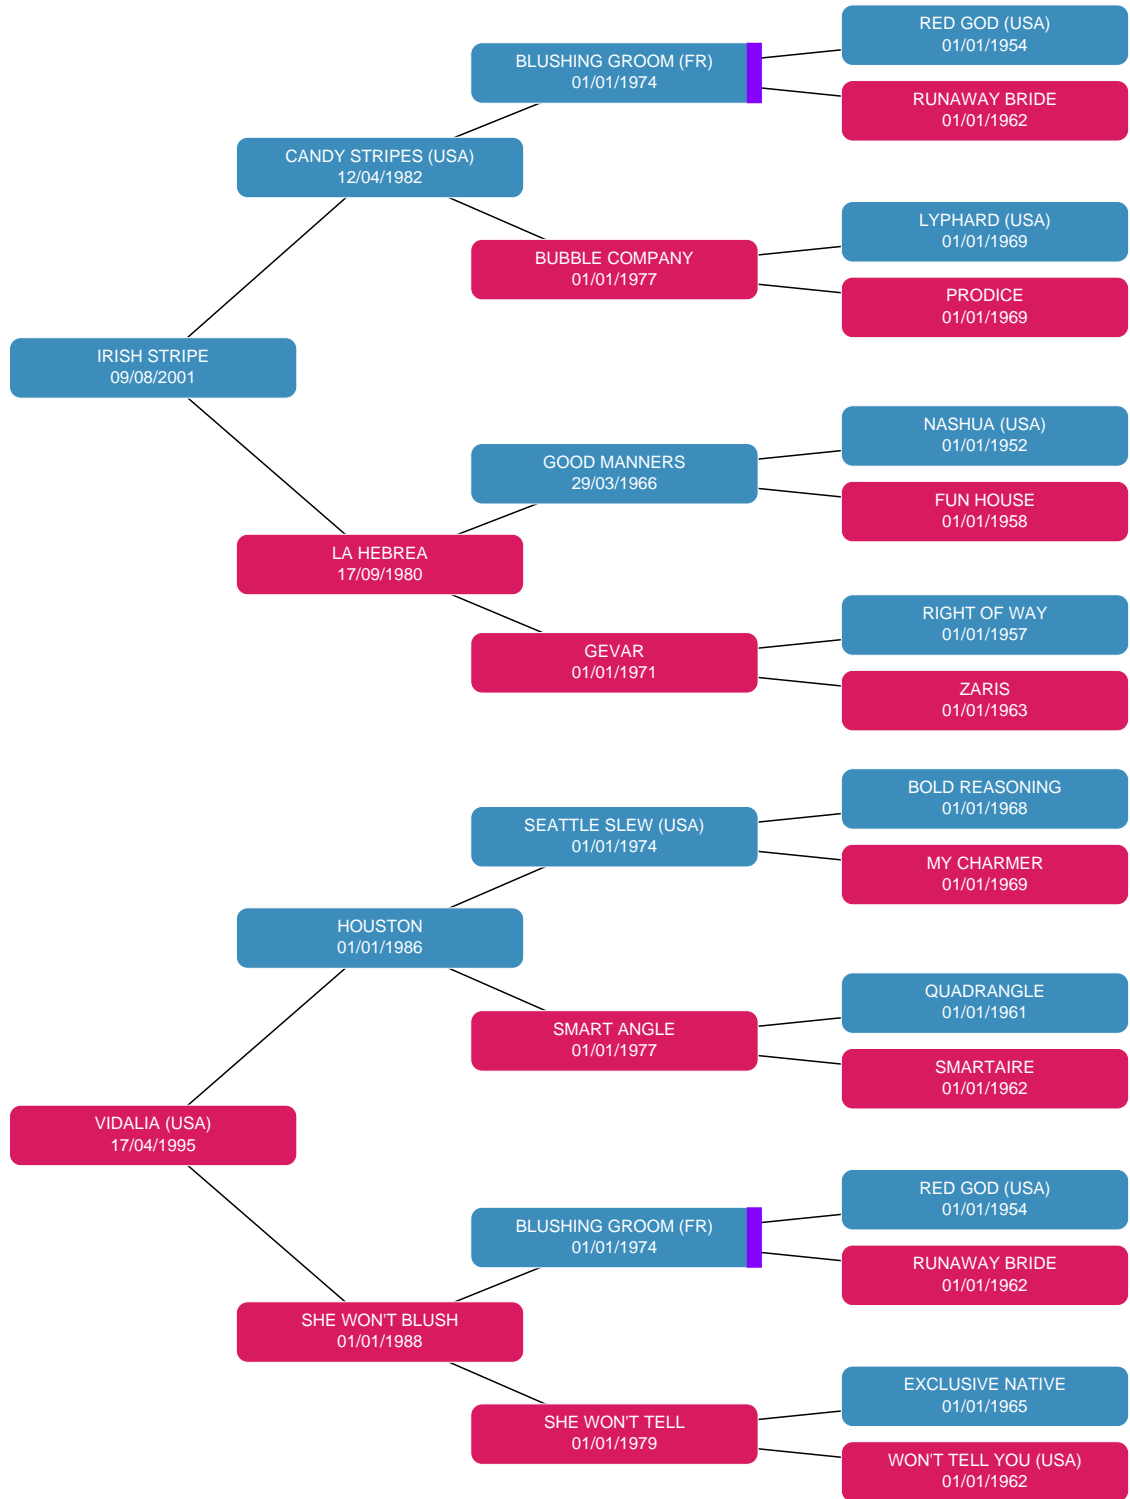 RED GOD (USA)
01/01/1954
BLUSHING GROOM (FR)
01/01/1974
RUNAWAY BRIDE
01/01/1962
CANDY STRIPES (USA)
12/04/1982
LYPHARD (USA)
01/01/1969
BUBBLE COMPANY
01/01/1977
PRODICE
01/01/1969
IRISH STRIPE
09/08/2001
NASHUA (USA)
01/01/1952
GOOD MANNERS
29/03/1966
FUN HOUSE
01/01/1958
LA HEBREA
17/09/1980
RIGHT OF WAY
01/01/1957
GEVAR
01/01/1971
ZARIS
01/01/1963
BOLD REASONING
01/01/1968
SEATTLE SLEW (USA)
01/01/1974
MY CHARMER
01/01/1969
HOUSTON
01/01/1986
QUADRANGLE
01/01/1961
SMART ANGLE
01/01/1977
SMARTAIRE
01/01/1962
VIDALIA (USA)
17/04/1995
RED GOD (USA)
01/01/1954
BLUSHING GROOM (FR)
01/01/1974
RUNAWAY BRIDE
01/01/1962
SHE WON'T BLUSH
01/01/1988
EXCLUSIVE NATIVE
01/01/1965
SHE WON'T TELL
01/01/1979
WON'T TELL YOU (USA)
01/01/1962